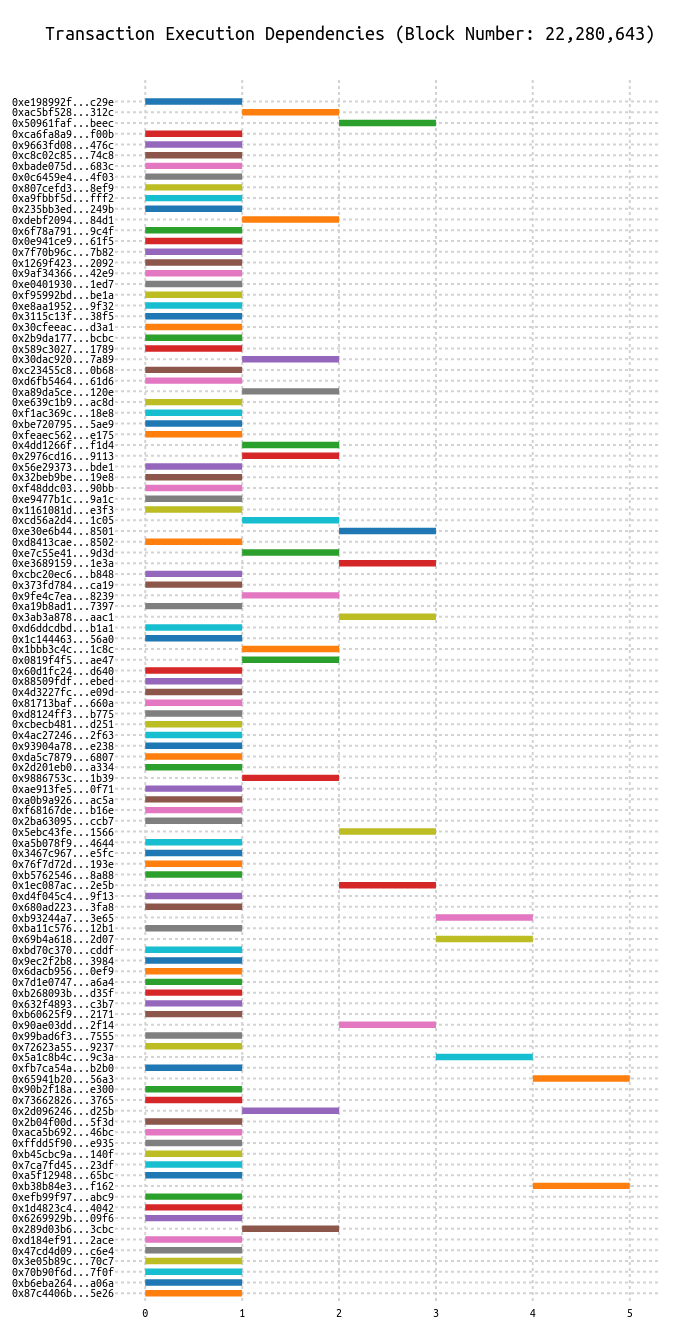 Transaction Execution Dependencies (Block Number: 22,280,643)
0xe198992f...c29e
0xac5bf528...312c
0x50961faf...beec
0xca6fa8a9...f00b
0x9663fd08...476c
0xc8c02c85...74c8
0xbade075d...683c
0x0c6459e4...4f03
0x807cefd3...8ef9
0xa9fbbf5d...fff2
0x235bb3ed...249b
0xdebf2094...84d1
0x6f78a791...9c4f
0x0e941ce9...61f5
0x7f70b96c...7b82
0x1269f423...2092
0x9af34366...42e9
0xe0401930...1ed7
0xf95992bd...be1a
0xe8aa1952...9f32
0x3115c13f...38f5
0x30cfeeac...d3a1
0x2b9da177...bcbc
0x589c3027...1789
0x30dac920...7a89
0xc23455c8...0b68
0xd6fb5464...61d6
0xa89da5ce...120e
0xe639c1b9...ac8d
0xf1ac369c...18e8
0xbe720795...5ae9
0xfeaec562...e175
0x4dd1266f...f1d4
0x2976cd16...9113
0x56e29373...bde1
0x32beb9be...19e8
0xf48ddc03...90bb
0xe9477b1c...9a1c
0x1161081d...e3f3
0xcd56a2d4...1c05
0xe30e6b44...8501
0xd8413cae...8502
0xe7c55e41...9d3d
0xe3689159...1e3a
0xcbc20ec6...b848
0x373fd784...ca19
0x9fe4c7ea...8239
0xa19b8ad1...7397
0x3ab3a878...aac1
0xd6ddcdbd...b1a1
0x1c144463...56a0
0x1bbb3c4c...1c8c
0x0819f4f5...ae47
0x60d1fc24...d640
0x88509fdf...ebed
0x4d3227fc...e09d
0x81713baf...660a
0xd8124ff3...b775
0xcbecb481...d251
0x4ac27246...2f63
0x93904a78...e238
0xda5c7879...6807
0x2d201eb0...a334
0x9886753c...1b39
0xae913fe5...0f71
0xa0b9a926...ac5a
0xf68167de...b16e
0x2ba63095...ccb7
0x5ebc43fe...1566
0xa5b078f9...4644
0x3467c967...e5fc
0x76f7d72d...193e
0xb5762546...8a88
0x1ec087ac...2e5b
0xd4f045c4...9f13
0x680ad223...3fa8
0xb93244a7...3e65
0xba11c576...12b1
0x69b4a618...2d07
0xbd70c370...cddf
0x9ec2f2b8...3984
0x6dacb956...0ef9
0x7d1e0747...a6a4
0xb268093b...d35f
0x632f4893...c3b7
0xb60625f9...2171
0x90ae03dd...2f14
0x99bad6f3...7555
0x72623a55...9237
0x5a1c8b4c...9c3a
0xfb7ca54a...b2b0
0x65941b20...56a3
0x90b2f18a...e300
0x73662826...3765
0x2d096246...d25b
0x2b04f00d...5f3d
0xaca5b692...46bc
0xffdd5f90...e935
0xb45cbc9a...140f
0x7ca7fd45...23df
0xa5f12948...65bc
0xb38b84e3...f162
0xefb99f97...abc9
0x1d4823c4...4042
0x6269929b...09f6
0x289d03b6...3cbc
0xd184ef91...2ace
0x47cd4d09...c6e4
0x3e05b89c...70c7
0x70b90f6d...7f0f
0xb6eba264...a06a
0x87c4406b...5e26
0 1 2 3 4 5